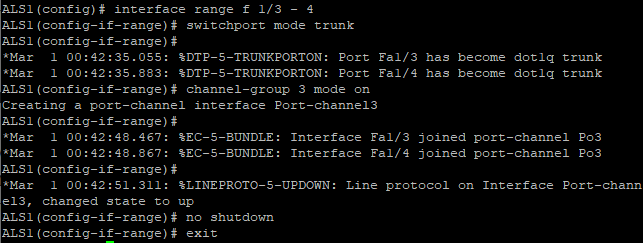 ALS1(config)# interface range f 1/3 - 4
ALS1(config-if-range)# switchport mode trunk
ALS1(config-if-range)#
*Mar  1 00:42:35.055: %DTP-5-TRUNKPORTON: Port Fa1/3 has become dot1q trunk
*Mar  1 00:42:35.883: %DTP-5-TRUNKPORTON: Port Fa1/4 has become dot1q trunk
ALS1(config-if-range)# channel-group 3 mode on
Creating a port-channel interface Port-channel3
ALS1(config-if-range)#
*Mar  1 00:42:48.467: %EC-5-BUNDLE: Interface Fa1/3 joined port-channel Po3
*Mar  1 00:42:48.867: %EC-5-BUNDLE: Interface Fa1/4 joined port-channel Po3
ALS1(config-if-range)#
*Mar  1 00:42:51.311: %LINEPROTO-5-UPDOWN: Line protocol on Interface Port-chann
el3, changed state to up
ALS1(config-if-range)# no shutdown
ALS1(config-if-range)# exit